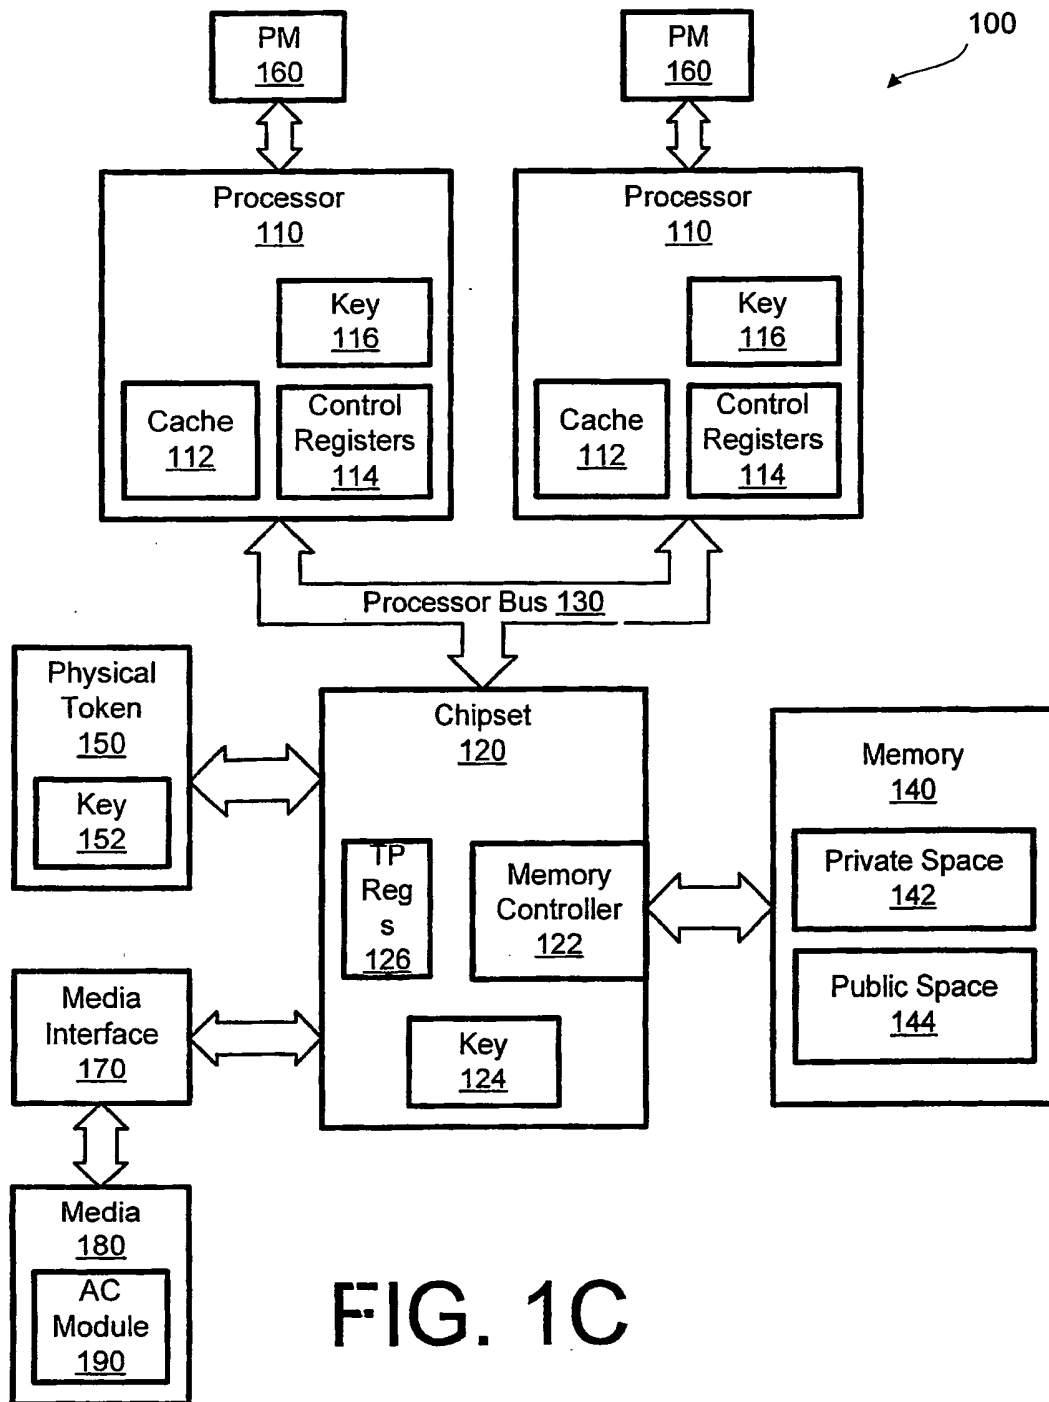 PM
160
PM
160
100
Processor
110
Key
116
Cache
112
Control
Registers
114
Processor
110
Key
116
Cache
112
Control
Registers
114
Processor Bus 130
Physical
Token
150
Key
152
Chipset
120
TP
Reg
s
126
Memory
Controller
122
Key
124
Memory
140
Private Space
142
Public Space
144
Media
Interface
170
Media
180
AC
Module
190
FIG. 1C